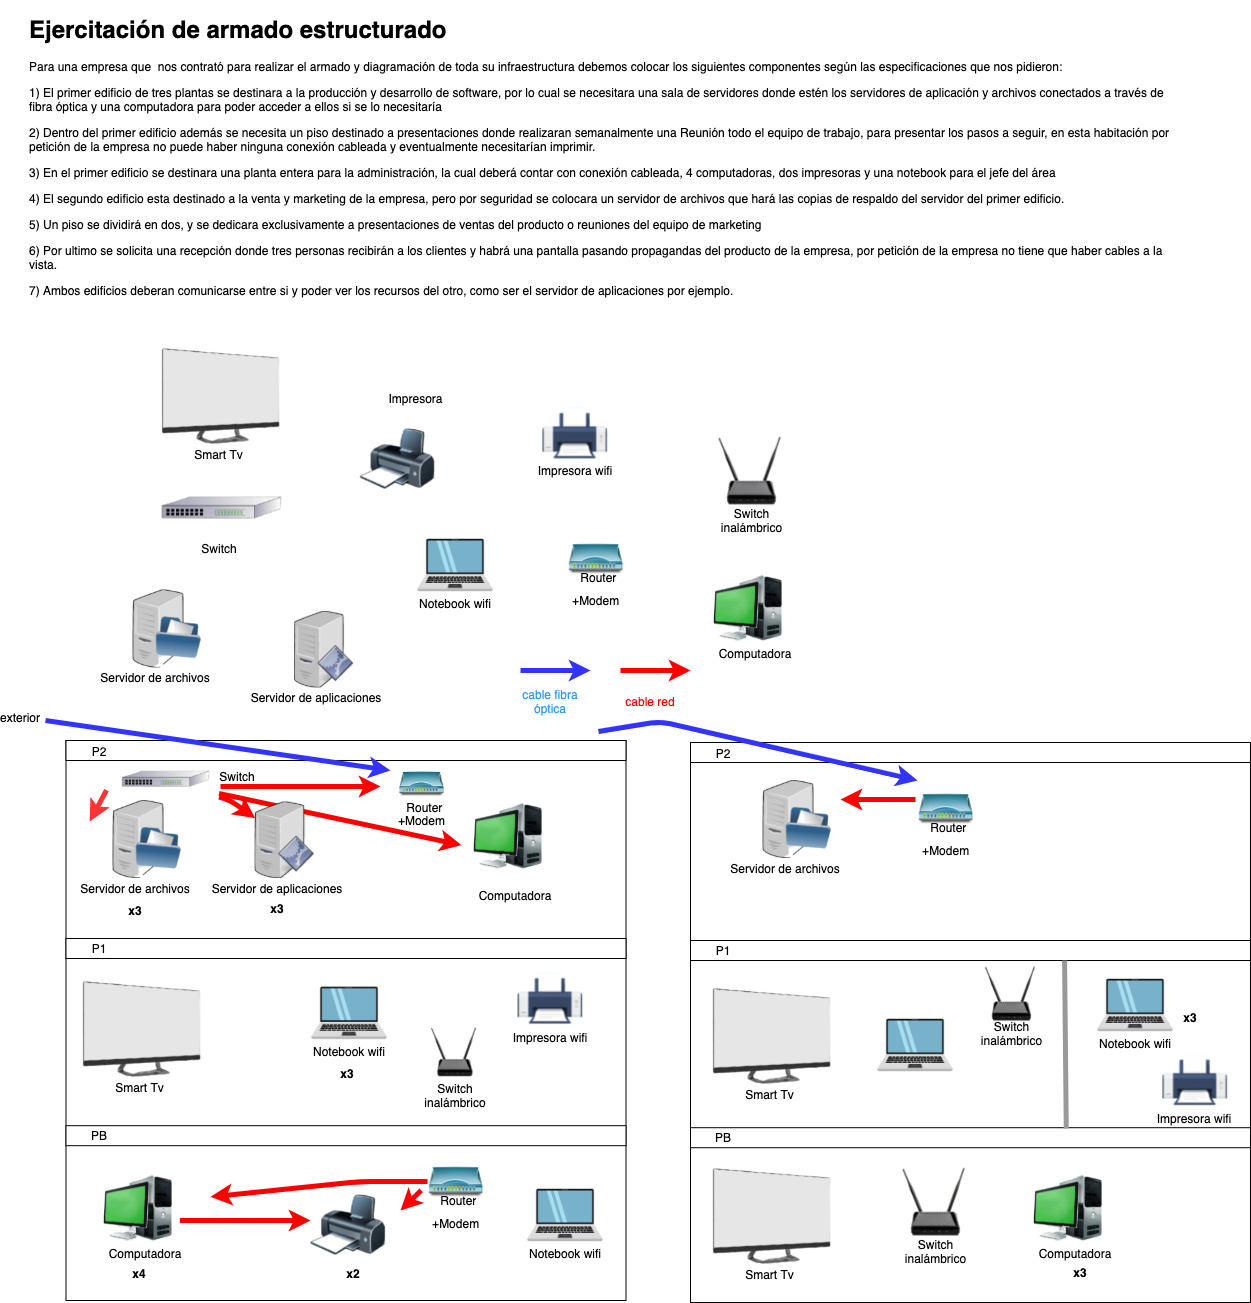 Ejercitación de armado estructurado
Para una empresa que  nos contrató para realizar el armado y diagramación de toda su infraestructura debemos colocar los siguientes componentes según las especificaciones que nos pidieron:
1) El primer edificio de tres plantas se destinara a la producción y desarrollo de software, por lo cual se necesitara una sala de servidores donde estén los servidores de aplicación y archivos conectados a través de
fibra óptica y una computadora para poder acceder a ellos si se lo necesitaría
2) Dentro del primer edificio además se necesita un piso destinado a presentaciones donde realizaran semanalmente una Reunión todo el equipo de trabajo, para presentar los pasos a seguir, en esta habitación por
petición de la empresa no puede haber ninguna conexión cableada y eventualmente necesitarían imprimir.
3) En el primer edificio se destinara una planta entera para la administración, la cual deberá contar con conexión cableada, 4 computadoras, dos impresoras y una notebook para el jefe del área
4) El segundo edificio esta destinado a la venta y marketing de la empresa, pero por seguridad se colocara un servidor de archivos que hará las copias de respaldo del servidor del primer edificio.
5) Un piso se dividirá en dos, y se dedicara exclusivamente a presentaciones de ventas del producto o reuniones del equipo de marketing
6) Por ultimo se solicita una recepción donde tres personas recibirán a los clientes y habrá una pantalla pasando propagandas del producto de la empresa, por petición de la empresa no tiene que haber cables a la
vista.
7) Ambos edificios deberan comunicarse entre si y poder ver los recursos del otro, como ser el servidor de aplicaciones por ejemplo.
Impresora
Smart Tv
Impresora wifi
Switch
inalámbrico
Switch
Router
+Modem
Notebook wifi
Computadora
Servidor de archivos
Servidor de aplicaciones
cable fibra
óptica
cable red
exterior
P2
Switch
Router
+Modem
Servidor de archivos
x3
Servidor de aplicaciones
x3
Computadora
P1
Smart Tv
Notebook wifi
x3
Switch
inalámbrico
Impresora wifi
PB
Computadora
x4
x2
Router
+Modem
Notebook wifi
P2
Servidor de archivos
Router
+Modem
P1
Smart Tv
Switch
inalámbrico
Notebook wifi
x3
Impresora wifi
PB
Smart Tv
Switch
inalámbrico
Computadora
x3